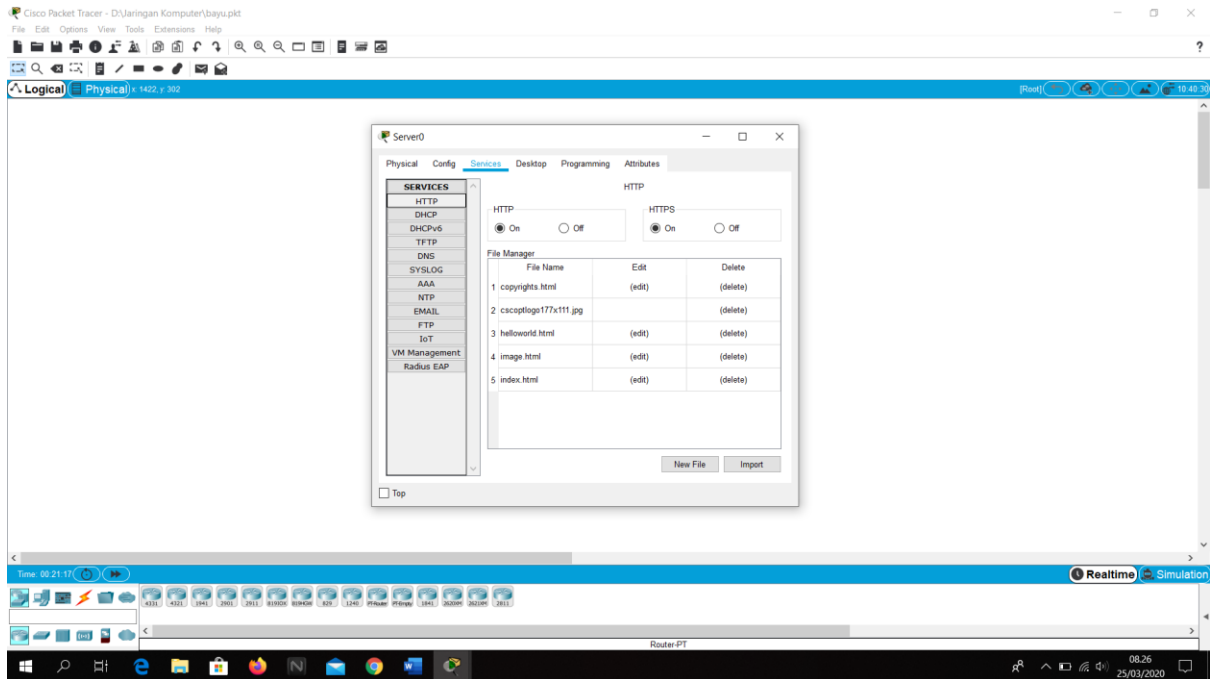 Cisco Packet Tracer - D:\Jaringan Komputer\bayu.pkt
File Edit Options View Tools Extensions Help
?
Logical Physical x: 1422, y: 302 [Root] 10:40:30
Server0
Physical Config Services Desktop Programming Attributes
SERVICES
HTTP
DHCP
DHCPv6
TFTP
DNS
SYSLOG
AAA
NTP
EMAIL
FTP
IoT
VM Management
Radius EAP
HTTP
HTTP HTTPS
On Off On Off
File Manager
File Name Edit Delete
1 copyrights.html (edit) (delete)
2 cscoptlogo177x111.jpg (delete)
3 helloworld.html (edit) (delete)
4 image.html (edit) (delete)
5 index.html (edit) (delete)
New File Import
Top
Time: 00:21:17 Realtime Simulation
4331 4321 1941 2901 2911 819IOX 819HGW 829 1240 PT-Router PT-Empty 1841 2620XM 2621XM 2811
Router-PT
08.26
25/03/2020